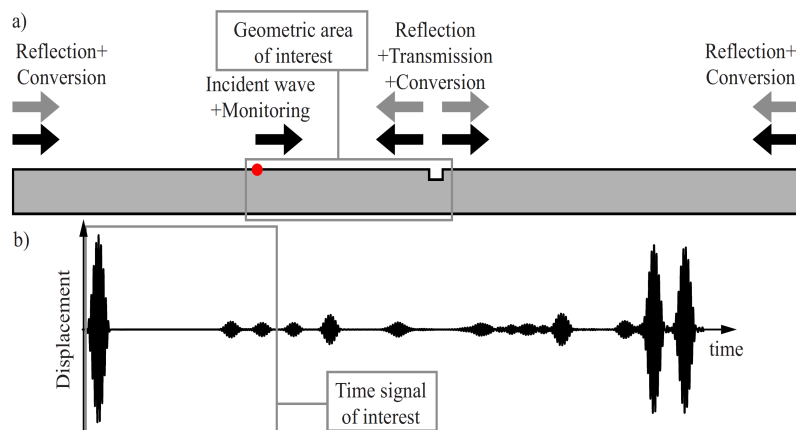 a)
Geometric area
of interest
Reflection+
Conversion
Incident wave
+Monitoring
Reflection
+Transmission
+Conversion
Reflection+
Conversion
b)
Displacement
time
Time signal
of interest